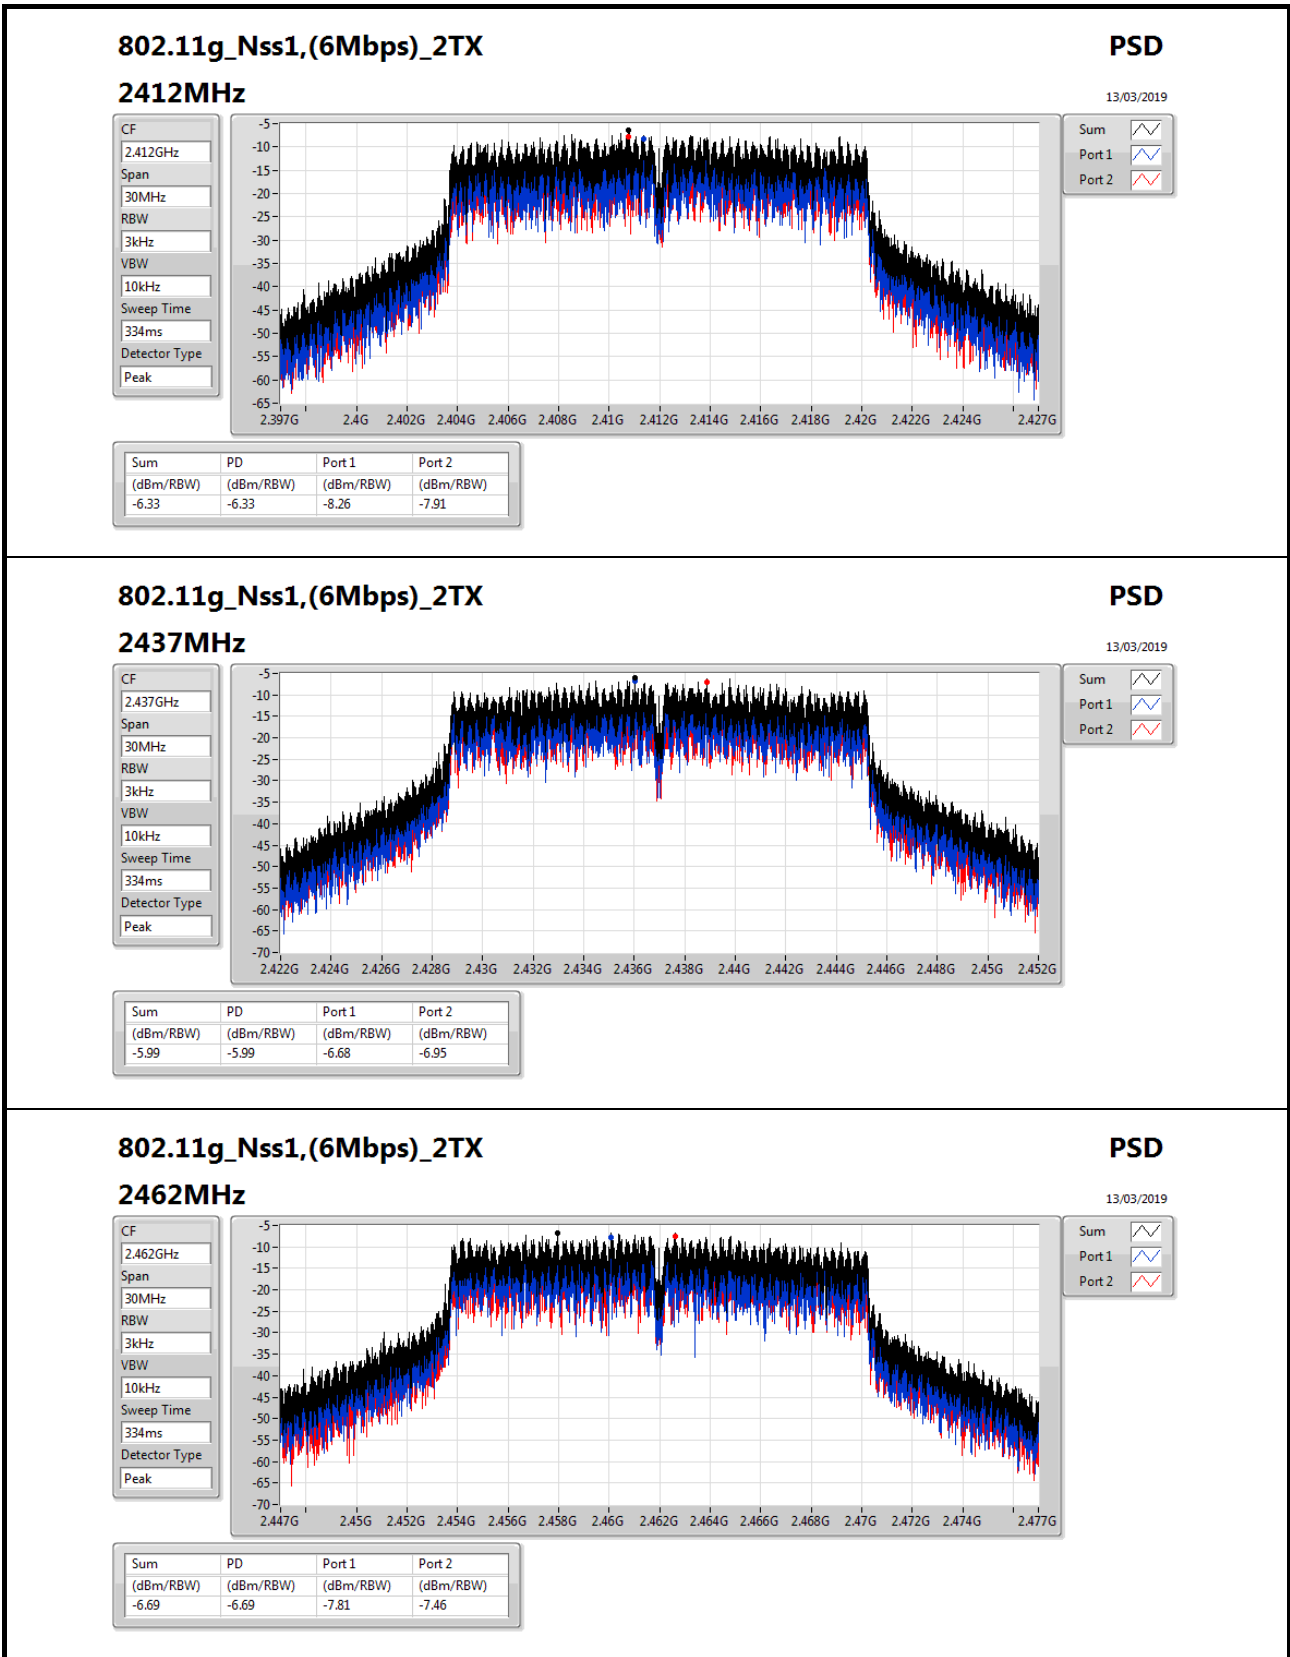 802.11g_Nss1,(6Mbps)_2TX PSD
2412MHz 13/03/2019
CF
2.412GHz
Span
30MHz
RBW
3kHz
VBW
10kHz
Sweep Time
334ms
Detector Type
Peak
-5
-10
-15
-20
-25
-30
-35
-40
-45
-50
-55
-60
-65
2.397G 2.4G 2.402G 2.404G 2.406G 2.408G 2.41G 2.412G 2.414G 2.416G 2.418G 2.42G 2.422G 2.424G 2.427G
Sum
Port 1
Port 2
Sum PD Port 1 Port 2
(dBm/RBW) (dBm/RBW) (dBm/RBW) (dBm/RBW)
-6.33 -6.33 -8.26 -7.91
802.11g_Nss1,(6Mbps)_2TX PSD
2437MHz 13/03/2019
CF
2.437GHz
Span
30MHz
RBW
3kHz
VBW
10kHz
Sweep Time
334ms
Detector Type
Peak
-5
-10
-15
-20
-25
-30
-35
-40
-45
-50
-55
-60
-65
-70
2.422G 2.424G 2.426G 2.428G 2.43G 2.432G 2.434G 2.436G 2.438G 2.44G 2.442G 2.444G 2.446G 2.448G 2.45G 2.452G
Sum
Port 1
Port 2
Sum PD Port 1 Port 2
(dBm/RBW) (dBm/RBW) (dBm/RBW) (dBm/RBW)
-5.99 -5.99 -6.68 -6.95
802.11g_Nss1,(6Mbps)_2TX PSD
2462MHz 13/03/2019
CF
2.462GHz
Span
30MHz
RBW
3kHz
VBW
10kHz
Sweep Time
334ms
Detector Type
Peak
-5
-10
-15
-20
-25
-30
-35
-40
-45
-50
-55
-60
-65
-70
2.447G 2.45G 2.452G 2.454G 2.456G 2.458G 2.46G 2.462G 2.464G 2.466G 2.468G 2.47G 2.472G 2.474G 2.477G
Sum
Port 1
Port 2
Sum PD Port 1 Port 2
(dBm/RBW) (dBm/RBW) (dBm/RBW) (dBm/RBW)
-6.69 -6.69 -7.81 -7.46